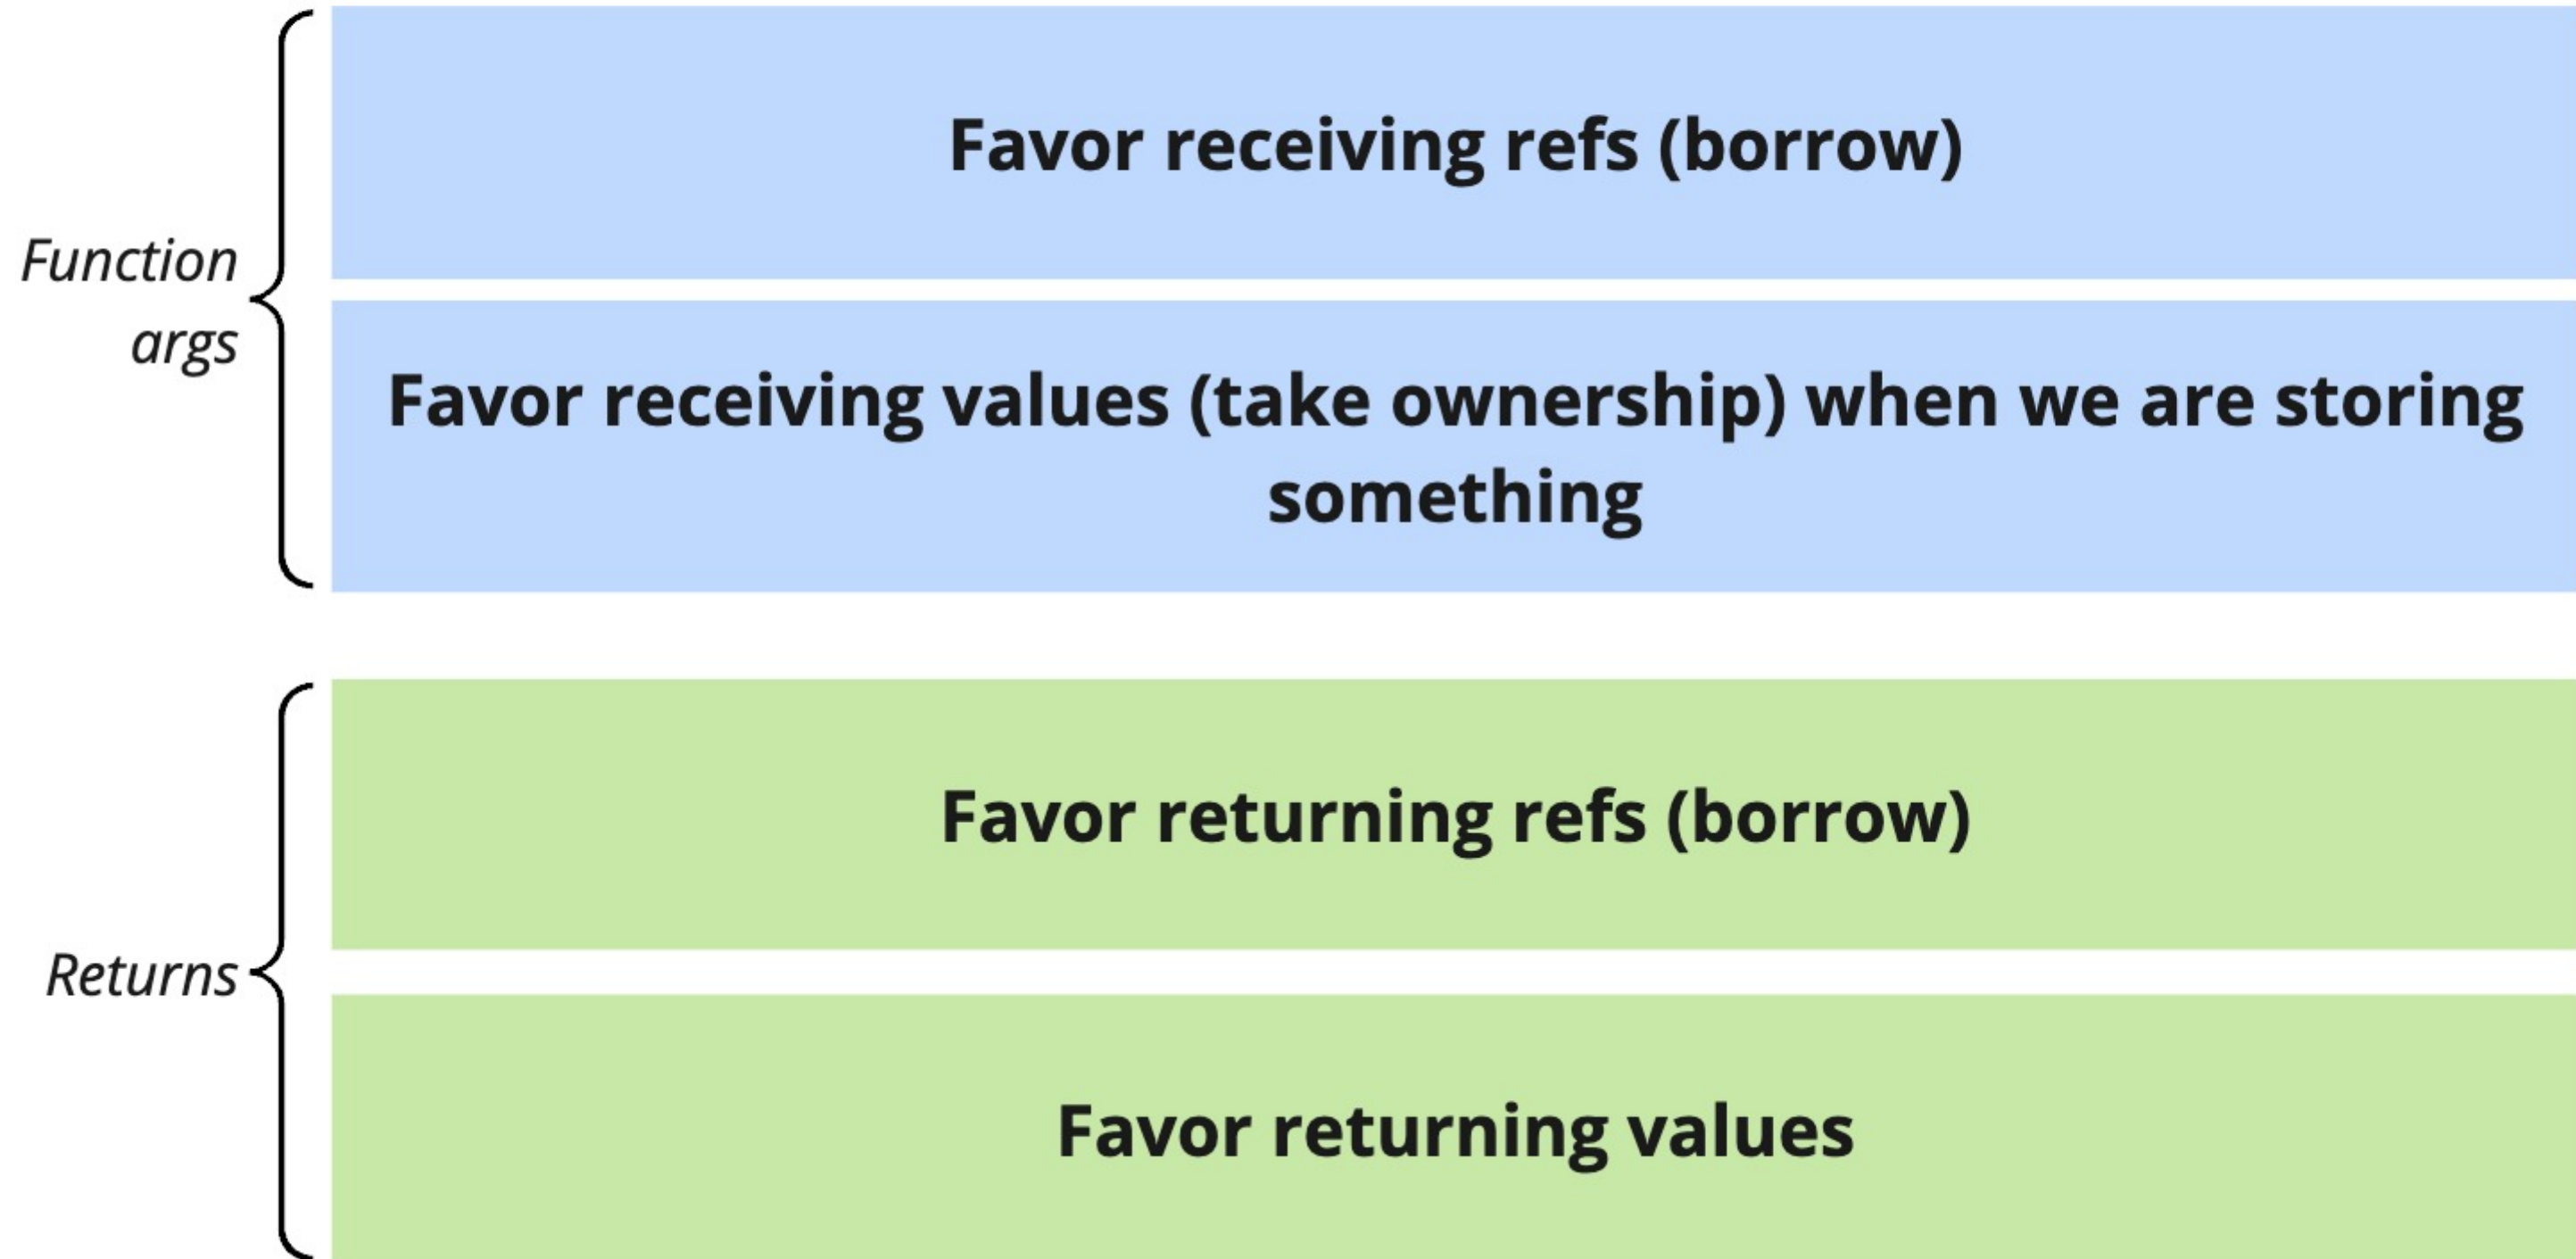 Favor receiving refs (borrow)
Function
args
Favor receiving values (take ownership) when we are storing
something
Favor returning refs (borrow)
Returns
Favor returning values